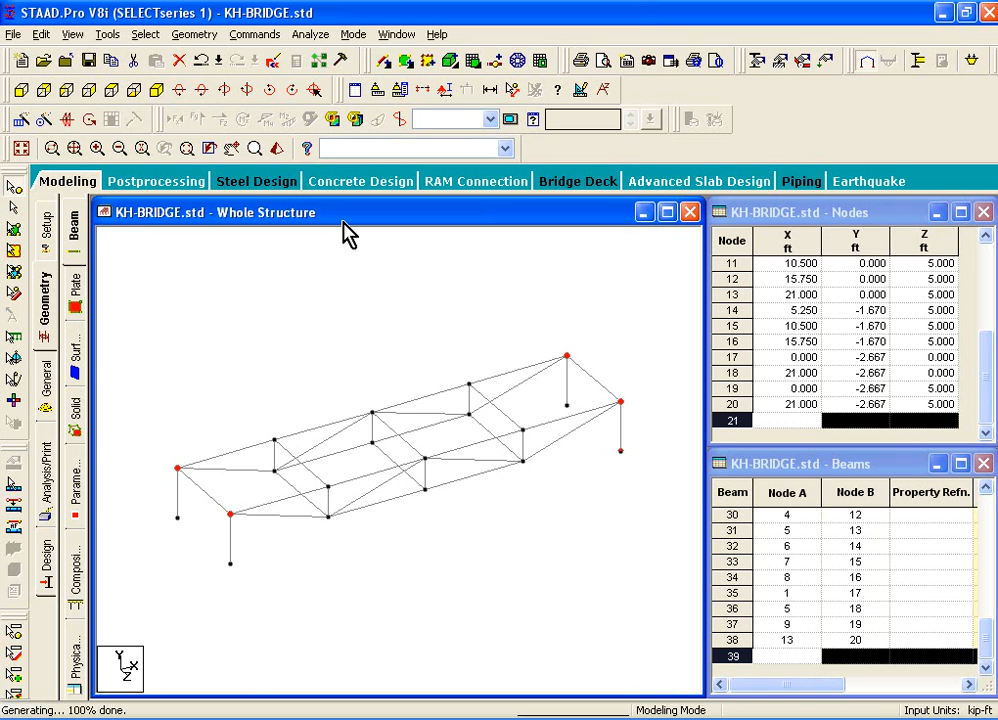 STAAD.Pro V8i (SELECTseries 1) - KH-BRIDGE.std
File Edit View Tools Select Geometry Commands Analyze Mode Window Help
Modeling Postprocessing Steel Design Concrete Design RAM Connection Bridge Deck Advanced Slab Design Piping Earthquake
Setup
Geometry
General
Analysis/Print
Design
Beam
Plate
Surf...
Solid
Parame...
Composi...
Physica...
KH-BRIDGE.std - Whole Structure
Y
X
Z
KH-BRIDGE.std - Nodes
Node X ft Y ft Z ft
11 10.500 0.000 5.000
12 15.750 0.000 5.000
13 21.000 0.000 5.000
14 5.250 -1.670 5.000
15 10.500 -1.670 5.000
16 15.750 -1.670 5.000
17 0.000 -2.667 0.000
18 21.000 -2.667 0.000
19 0.000 -2.667 5.000
20 21.000 -2.667 5.000
21
KH-BRIDGE.std - Beams
Beam Node A Node B Property Refn.
30 4 12
31 5 13
32 6 14
33 7 15
34 8 16
35 1 17
36 5 18
37 9 19
38 13 20
39
Generating... 100% done. Modeling Mode Input Units: kip-ft